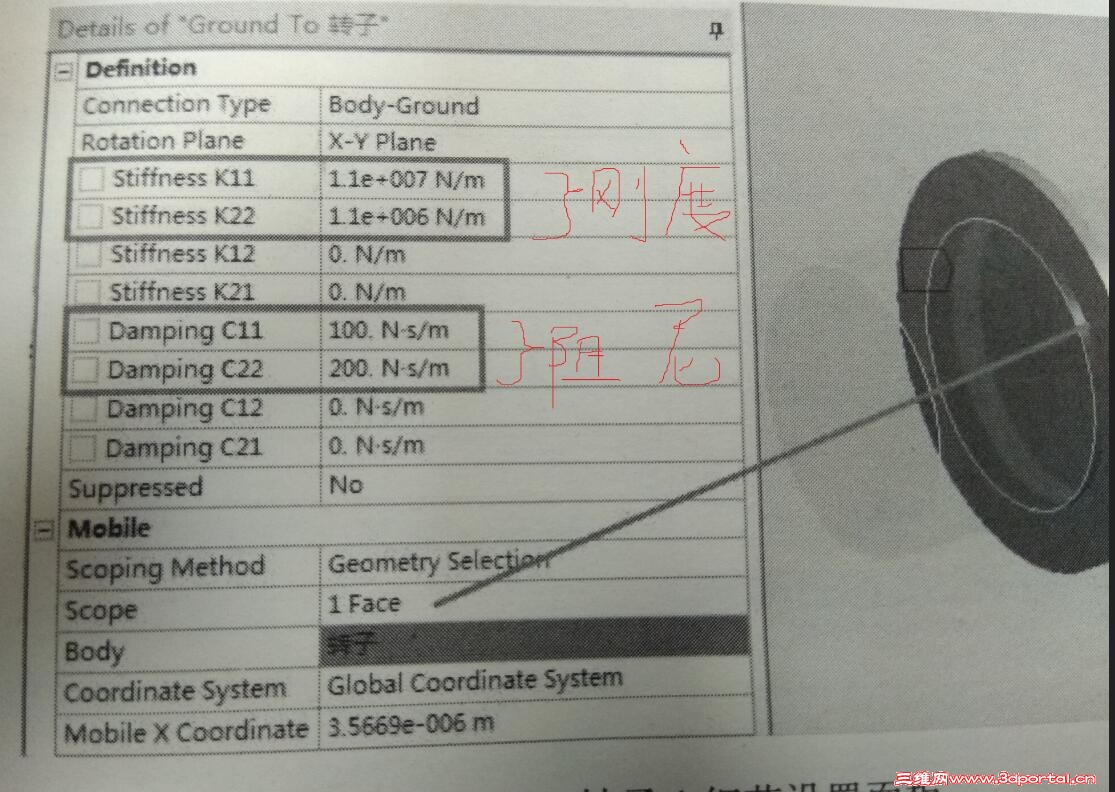 Details of "Ground To 转子"
Definition
Connection Type Body-Ground
Rotation Plane X-Y Plane
Stiffness K11 1.1e+007 N/m
Stiffness K22 1.1e+006 N/m
刚度
Stiffness K12 0. N/m
Stiffness K21 0. N/m
Damping C11 100. N·s/m
Damping C22 200. N·s/m
阻尼
Damping C12 0. N·s/m
Damping C21 0. N·s/m
Suppressed No
Mobile
Scoping Method Geometry Selection
Scope 1 Face
Body 转子
Coordinate System Global Coordinate System
Mobile X Coordinate 3.5669e-006 m
三维网www.3dportal.cn